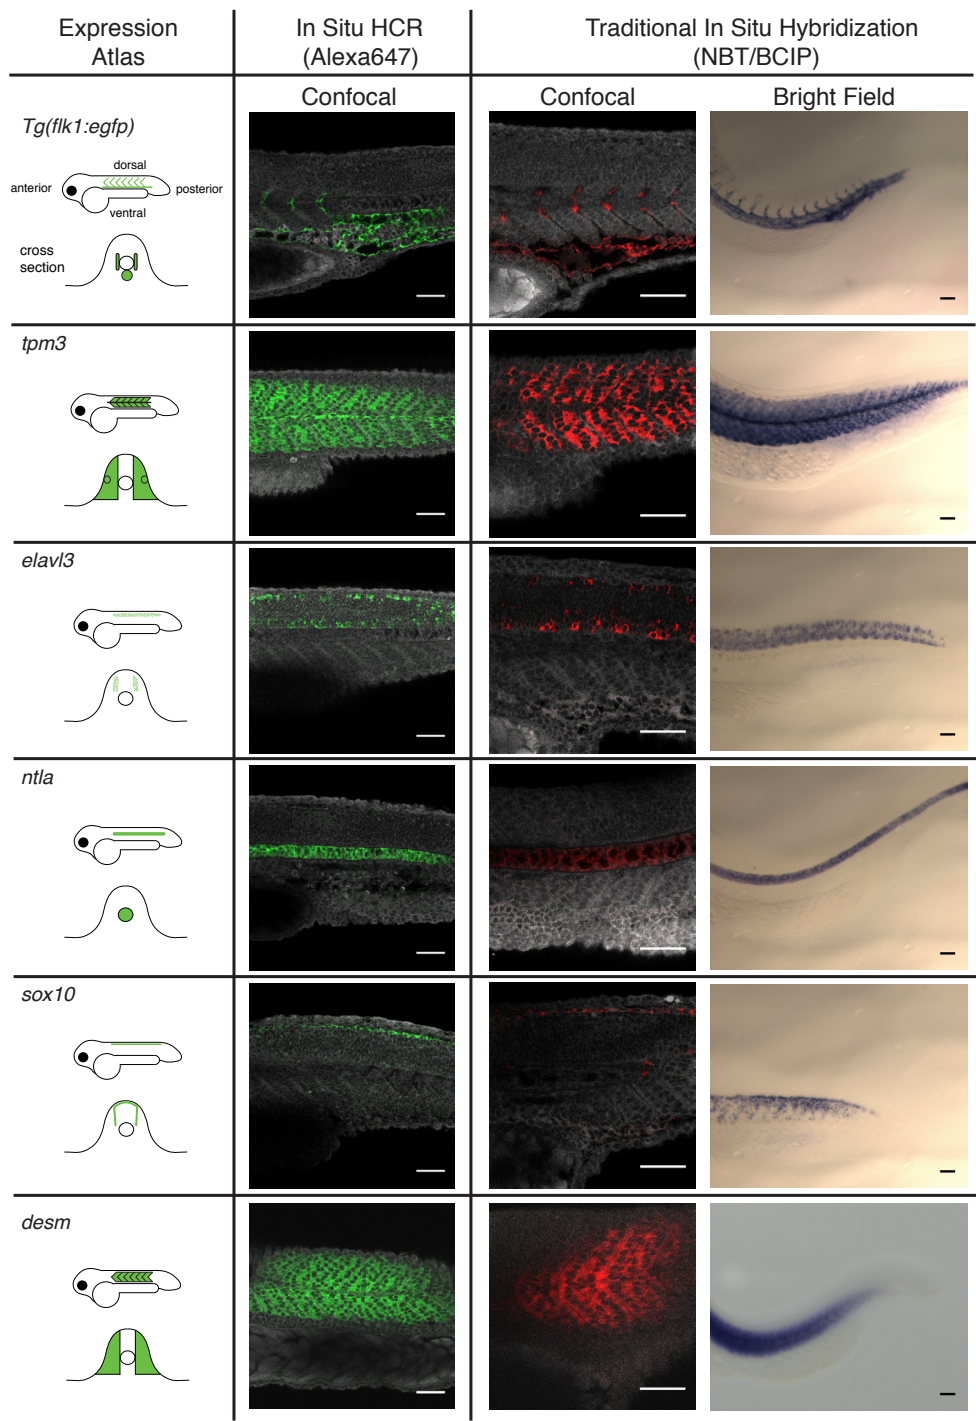 Expression
Atlas
In Situ HCR
(Alexa647)
Traditional In Situ Hybridization
(NBT/BCIP)
Confocal
Confocal
Bright Field
Tg(flk1:egfp)
dorsal
anterior
posterior
ventral
cross
section
tpm3
elavl3
ntla
sox10
desm